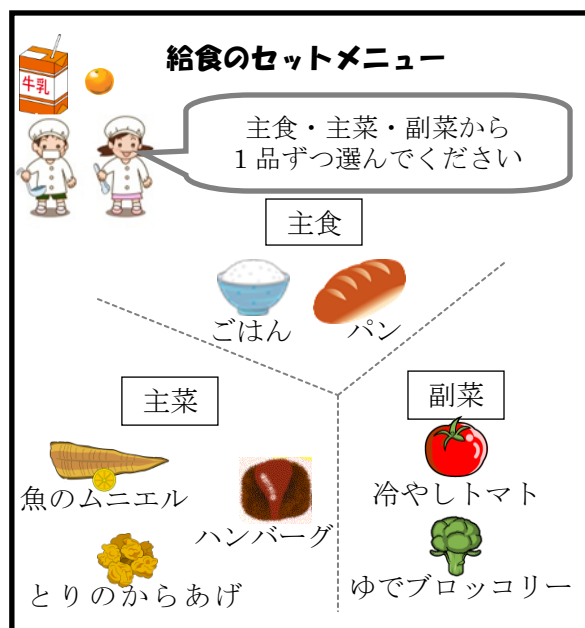 給食のセットメニュー
牛乳
主食・主菜・副菜から
1品ずつ選んでください
主食
ごはん
パン
主菜
魚のムニエル
ハンバーグ
とりのからあげ
副菜
冷やしトマト
ゆでブロッコリー